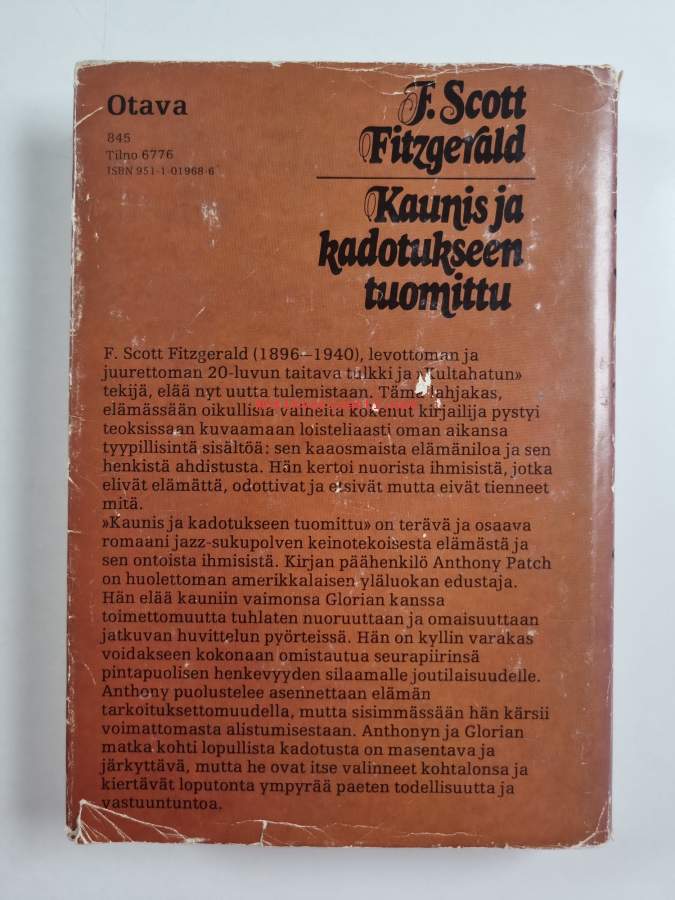 Otava
845
Tilno 6776
ISBN 951-1-01968-6
F. Scott
Fitzgerald
Kaunis ja
kadotukseen
tuomittu
F. Scott Fitzgerald (1896–1940), levottoman ja
juurettoman 20-luvun taitava tulkki ja »Kultahatun»
tekijä, elää nyt uutta tulemistaan. Tämä lahjakas,
elämässään oikullisia vaiheita kokenut kirjailija pystyi
teoksissaan kuvaamaan loisteliaasti oman aikansa
tyypillisintä sisältöä: sen kaaosmaista elämäniloa ja sen
henkistä ahdistusta. Hän kertoi nuorista ihmisistä, jotka
elivät elämättä, odottivat ja etsivät mutta eivät tienneet
mitä.
»Kaunis ja kadotukseen tuomittu» on terävä ja osaava
romaani jazz-sukupolven keinotekoisesta elämästä ja
sen ontoista ihmisistä. Kirjan päähenkilö Anthony Patch
on huolettoman amerikkalaisen yläluokan edustaja.
Hän elää kauniin vaimonsa Glorian kanssa
toimettomuutta tuhlaten nuoruuttaan ja omaisuuttaan
jatkuvan huvittelun pyörteissä. Hän on kyllin varakas
voidakseen kokonaan omistautua seurapiirinsä
pintapuolisen henkevyyden silaamalle joutilaisuudelle.
Anthony puolustelee asennettaan elämän
tarkoituksettomuudella, mutta sisimmässään hän kärsii
voimattomasta alistumisestaan. Anthonyn ja Glorian
matka kohti lopullista kadotusta on masentava ja
järkyttävä, mutta he ovat itse valinneet kohtalonsa ja
kiertävät loputonta ympyrää paeten todellisuutta ja
vastuuntuntoa.